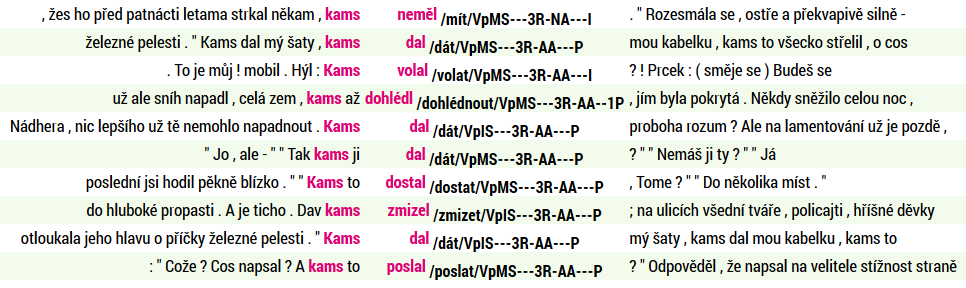 , žes ho před patnácti letama strkal někam , kams neměl /mít/VpMS---3R-NA---I . " Rozesmála se , ostře a překvapivě silně -
železné pelesti . " Kams dal mý šaty , kams dal /dát/VpMS---3R-AA---P mou kabelku , kams to všecko střelil , o cos
. To je můj ! mobil . Hýl : Kams volal /volat/VpMS---3R-AA---I ? ! Prcek : ( směje se ) Budeš se
už ale sníh napadl , celá zem , kams až dohlédl /dohlédnout/VpMS---3R-AA--1P , jím byla pokrytá . Někdy sněžilo celou noc ,
Nádhera , nic lepšího už tě nemohlo napadnout . Kams dal /dát/VpIS---3R-AA---P proboha rozum ? Ale na lamentování už je pozdě ,
" Jo , ale - " " Tak kams ji dal /dát/VpMS---3R-AA---P ? " " Nemáš ji ty ? " " Já
poslední jsi hodil pěkně blízko . " " Kams to dostal /dostat/VpMS---3R-AA---P , Tome ? " " Do několika míst . "
do hluboké propasti . A je ticho . Dav kams zmizel /zmizet/VpIS---3R-AA---P ; na ulicích všední tváře , policajti , hříšné děvky
otloukala jeho hlavu o příčky železné pelesti . " Kams dal /dát/VpIS---3R-AA---P mý šaty , kams dal mou kabelku , kams to
: " Cože ? Cos napsal ? A kams to poslal /poslat/VpMS---3R-AA---P ? " Odpověděl , že napsal na velitele stížnost straně